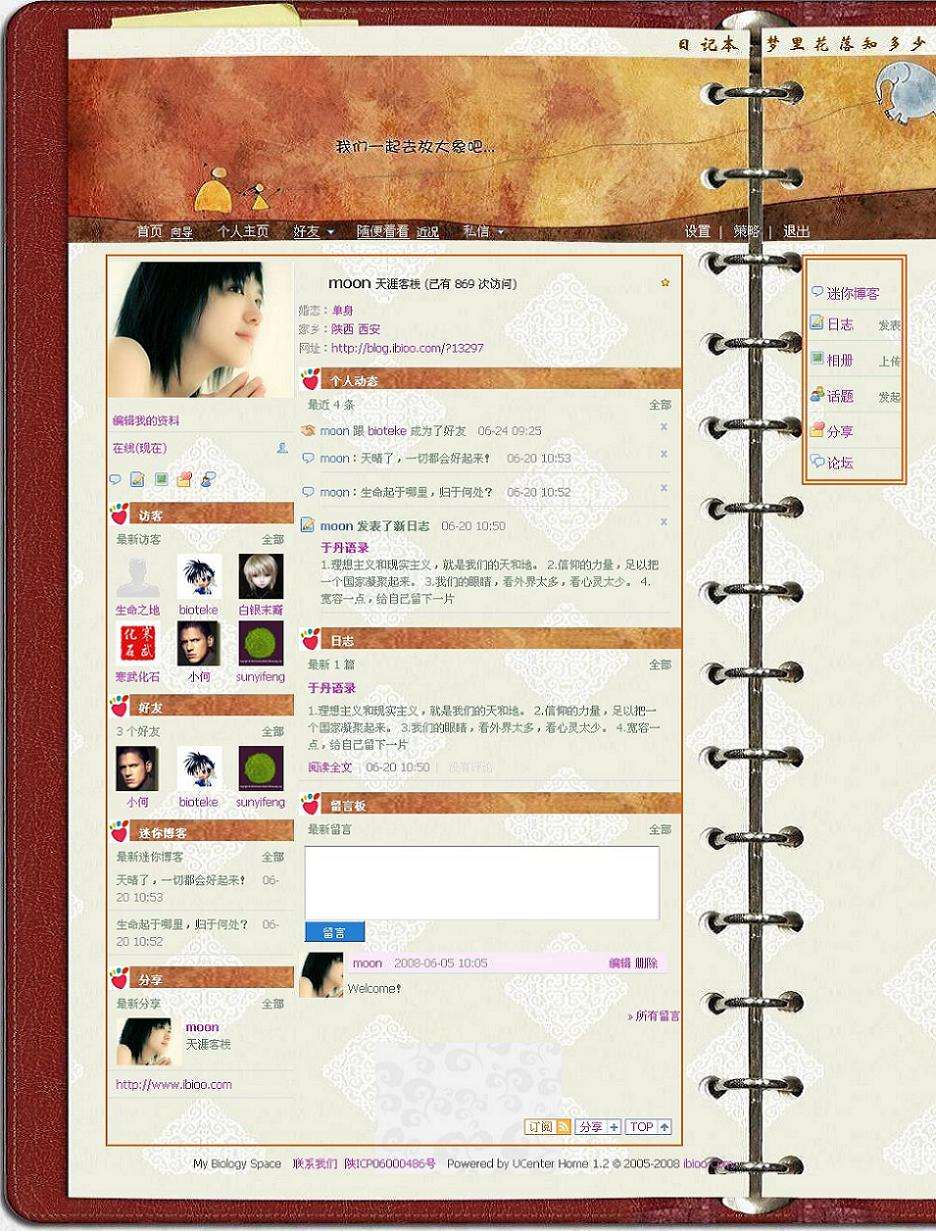 日记本 梦里花落知多少
我们一起去放大象吧...
首页 向导 个人主页 好友 随便看看 近况 私信 设置 | 策略 | 退出
moon 天涯客栈 (已有 869 次访问)
婚恋：单身
家乡：陕西 西安
网址：http://blog.ibioo.com/?13297
编辑我的资料
在线(现在)
访客
最新访客 全部
生命之地 bioteke 白银末裔
寒武化石
寒武化石 小何 sunyifeng
好友
3 个好友 全部
小何 bioteke sunyifeng
迷你博客
最新迷你博客 全部
天晴了，一切都会好起来! 06-
20 10:53
生命起于哪里，归于何处? 06-
20 10:52
分享
最新分享 全部
moon
天涯客栈
http://www.ibioo.com
个人动态
最近 4 条 全部
moon 跟 bioteke 成为了好友 06-24 09:25
moon：天晴了，一切都会好起来! 06-20 10:53
moon：生命起于哪里，归于何处? 06-20 10:52
moon 发表了新日志 06-20 10:50
于丹语录
1.理想主义和现实主义，就是我们的天和地。 2.信仰的力量，足以把
一个国家凝聚起来。 3.我们的眼睛，看外界太多，看心灵太少。 4.
宽容一点，给自己留下一片
日志
最新 1 篇 全部
于丹语录
1.理想主义和现实主义，就是我们的天和地。 2.信仰的力量，足以把一
个国家凝聚起来。 3.我们的眼睛，看外界太多，看心灵太少。 4.宽容一
点，给自己留下一片
阅读全文 | 06-20 10:50 | 没有评论
留言板
最新留言 全部
留言
moon 2008-06-05 10:05 编辑 删除
Welcome!
» 所有留言
订阅 分享 TOP
迷你博客
日志 发表
相册 上传
话题 发起
分享
论坛
My Biology Space 联系我们 陕ICP06000486号 Powered by UCenter Home 1.2 © 2005-2008 ibioo.com